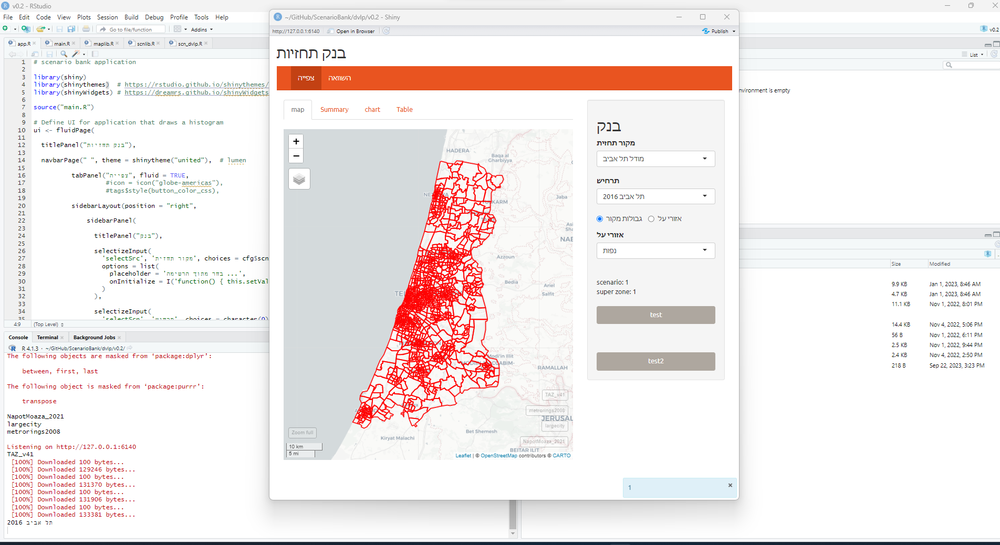 v0.2 - RStudio
File Edit Code View Plots Session Build Debug Profile Tools Help
Go to file/function Addins
v0.2
app.R main.R maplib.R scnlib.R scn_dvlp.R
1 # scenario bank application
2
3 library(shiny)
4 library(shinythemes) # https://rstudio.github.io/shinythemes/
5 library(shinyWidgets) # https://dreamrs.github.io/shinyWidgets
6
7 source("main.R")
8
9 # Define UI for application that draws a histogram
10 ui <- fluidPage(
11
12 titlePanel("בנק תחזיות"),
13
14 navbarPage(" ", theme = shinytheme("united"), # lumen
15
16 tabPanel("צפייה", fluid = TRUE,
17 #icon = icon("globe-americas"),
18 #tags$style(button_color_css),
19
20 sidebarLayout(position = "right",
21
22 sidebarPanel(
23
24 titlePanel("בנק"),
25
26 selectizeInput(
27 'selectSrc', 'מקור תחזית', choices = cfg$scn
28 options = list(
29 placeholder = 'בחר מתוך הרשימה ...',
30 onInitialize = I('function() { this.setVal
31 )
32 ),
33
34 selectizeInput(
35 'selectScn', 'תרחיש', choices = character(0)
4:9 (Top Level)
Console Terminal Background Jobs
R 4.1.3 · ~/GitHub/ScenarioBank/dvlp/v0.2/
The following objects are masked from ‘package:dplyr’:
between, first, last
The following object is masked from ‘package:purrr’:
transpose
NapotMoaza_2021
largecity
metrorings2008
Listening on http://127.0.0.1:6140
TAZ_v41
[100%] Downloaded 100 bytes...
[100%] Downloaded 129246 bytes...
[100%] Downloaded 100 bytes...
[100%] Downloaded 131370 bytes...
[100%] Downloaded 100 bytes...
[100%] Downloaded 131906 bytes...
[100%] Downloaded 100 bytes...
[100%] Downloaded 133381 bytes...
תל אביב 2016
~/GitHub/ScenarioBank/dvlp/v0.2 - Shiny
http://127.0.0.1:6140 Open in Browser Publish
בנק תחזיות
צפייה השוואה
map Summary chart Table
+
−
HADERA
Baqa al
Gharbiyya
Jaba
Azzoun
Bedia
Ariel
Salfit
Modi'in Illit
RAMALLAH
TAZ_v41
metrorings2008
JERUSAL
largecity
Bet Shemesh
Kiryat Malachi
NapotMoaza_2021
BEITAR ILIT
Zoom full
10 km
5 mi
Leaflet | © OpenStreetMap contributors © CARTO
בנק
מקור תחזית
מודל תל אביב
תרחיש
תל אביב 2016
גבולות מקור אזורי על
אזורי על
נפות
scenario: 1
super zone: 1
test
test2
1
List
nvironment is empty
Size Modified
9.9 KB Jan 1, 2023, 8:46 AM
4.7 KB Jan 1, 2023, 8:46 AM
11.1 KB Nov 1, 2022, 8:01 PM
14.4 KB Nov 4, 2022, 5:06 PM
56 B Nov 1, 2022, 6:11 PM
2.5 KB Nov 1, 2022, 9:44 PM
2.4 KB Nov 4, 2022, 2:50 PM
218 B Sep 22, 2023, 3:23 PM